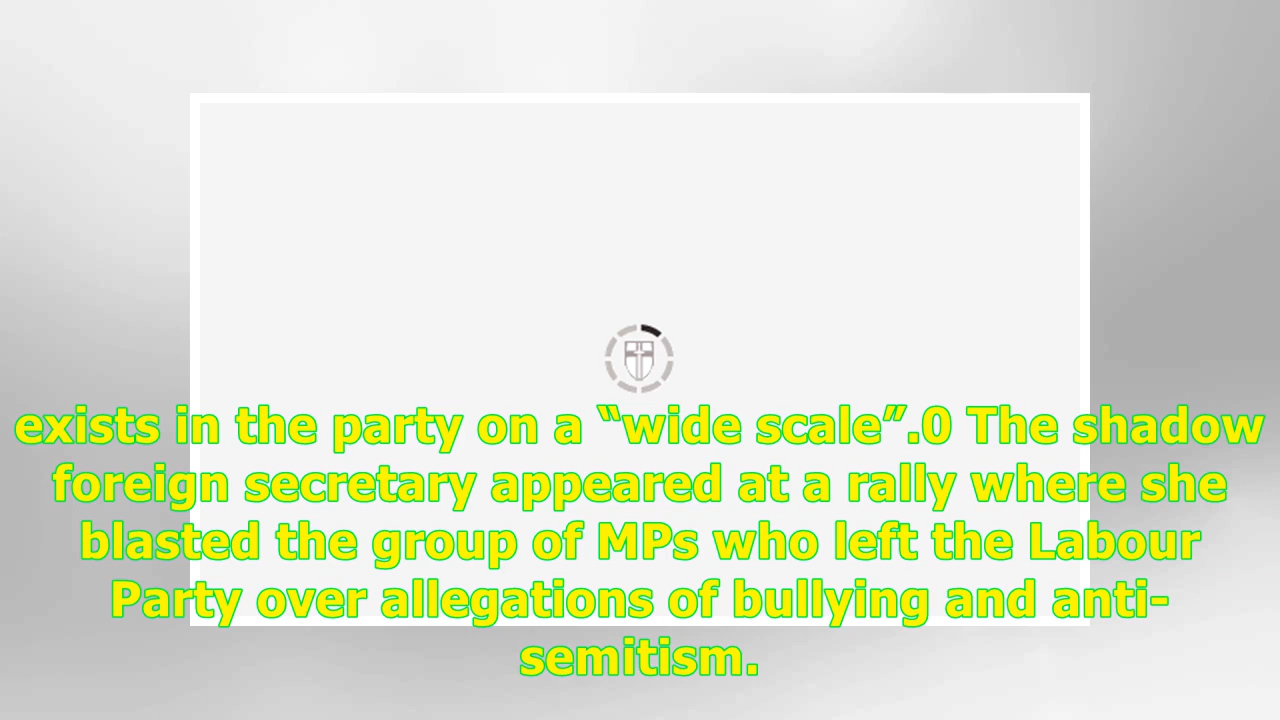 exists in the party on a “wide scale”.0 The shadow
foreign secretary appeared at a rally where she
blasted the group of MPs who left the Labour
Party over allegations of bullying and anti-
semitism.